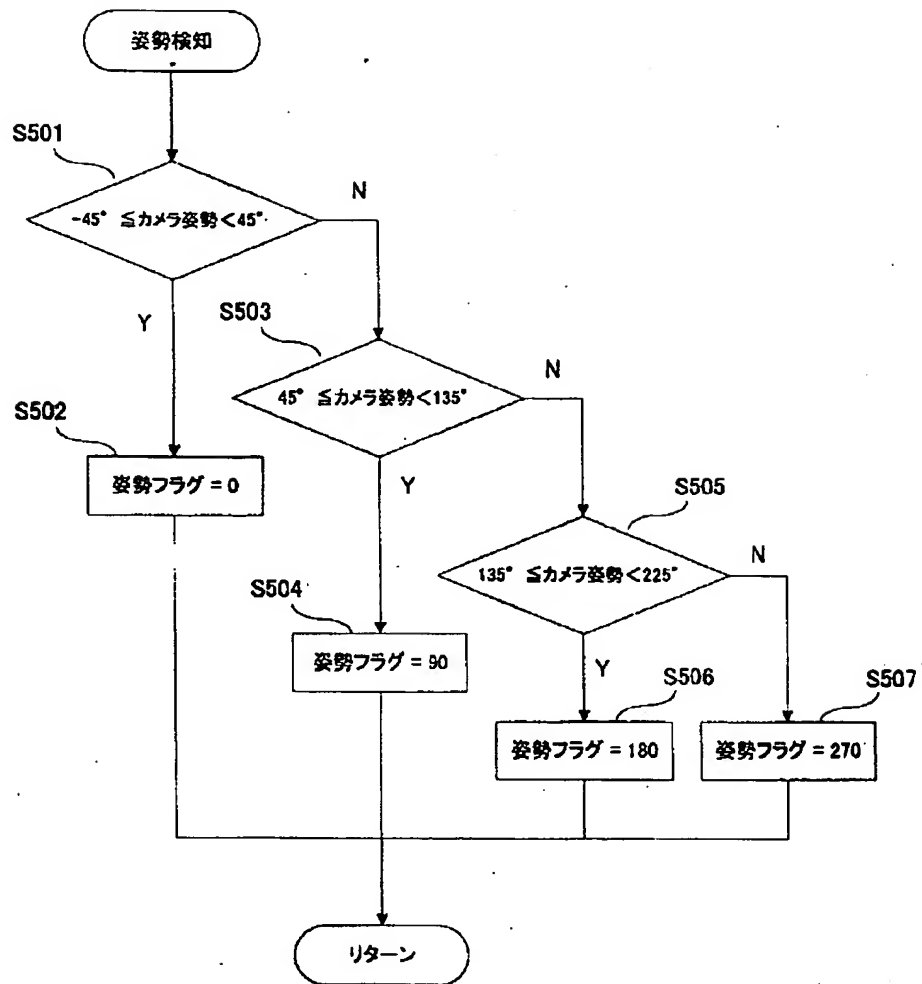 姿勢検知
S501
-45° ≦カメラ姿勢<45°
N
Y
S503
45° ≦カメラ姿勢<135°
N
Y
S502
姿勢フラグ = 0
S505
135° ≦カメラ姿勢<225°
N
Y
S504
姿勢フラグ = 90
S506
姿勢フラグ = 180
S507
姿勢フラグ = 270
リターン